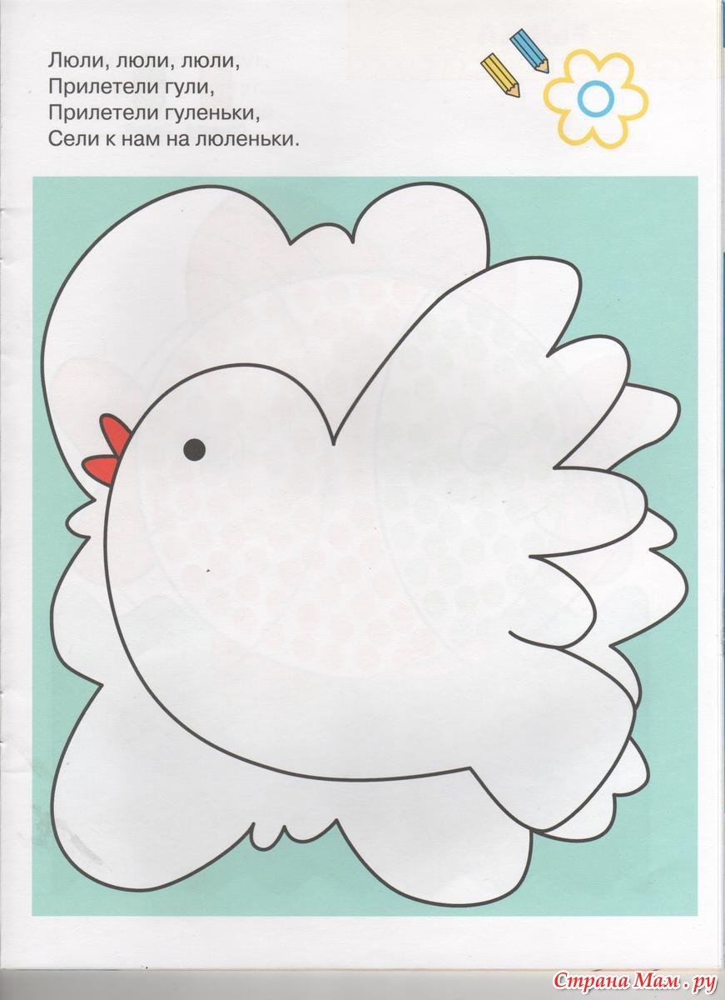 Люли, люли, люли,
Прилетели гули,
Прилетели гуленьки,
Сели к нам на люленьки.
Страна Мам . ру